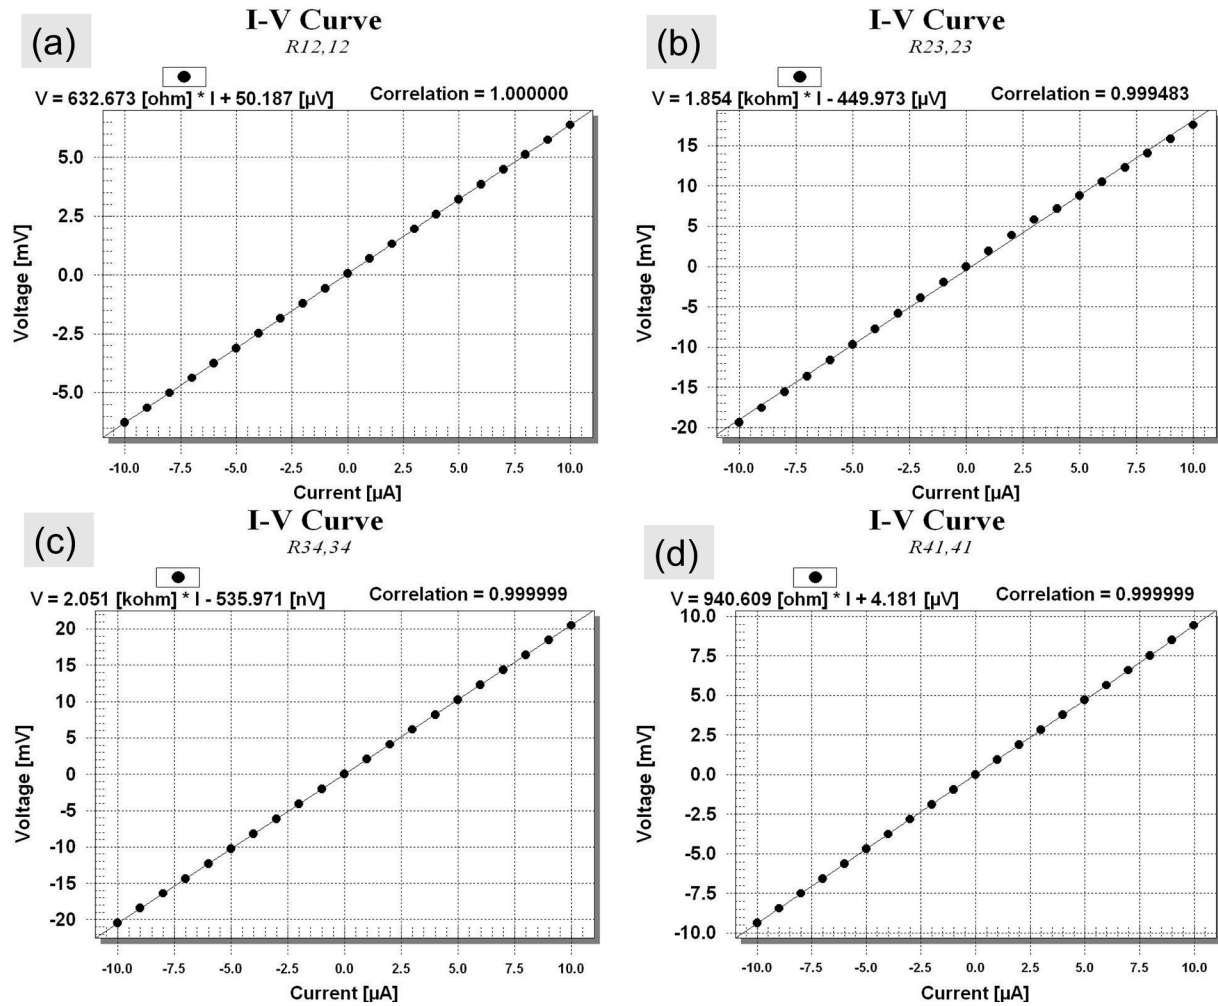 (a)
I-V Curve
R12,12
V = 632.673 [ohm] * I + 50.187 [µV]
Correlation = 1.000000
5.0
2.5
0.0
-2.5
-5.0
Voltage [mV]
-10.0 -7.5 -5.0 -2.5 0.0 2.5 5.0 7.5 10.0
Current [µA]
(b)
I-V Curve
R23,23
V = 1.854 [kohm] * I - 449.973 [µV]
Correlation = 0.999483
15
10
5
0
-5
-10
-15
-20
Voltage [mV]
-10.0 -7.5 -5.0 -2.5 0.0 2.5 5.0 7.5 10.0
Current [µA]
(c)
I-V Curve
R34,34
V = 2.051 [kohm] * I - 535.971 [nV]
Correlation = 0.999999
20
15
10
5
0
-5
-10
-15
-20
Voltage [mV]
-10.0 -7.5 -5.0 -2.5 0.0 2.5 5.0 7.5 10.0
Current [µA]
(d)
I-V Curve
R41,41
V = 940.609 [ohm] * I + 4.181 [µV]
Correlation = 0.999999
10.0
7.5
5.0
2.5
0.0
-2.5
-5.0
-7.5
-10.0
Voltage [mV]
-10.0 -7.5 -5.0 -2.5 0.0 2.5 5.0 7.5 10.0
Current [µA]